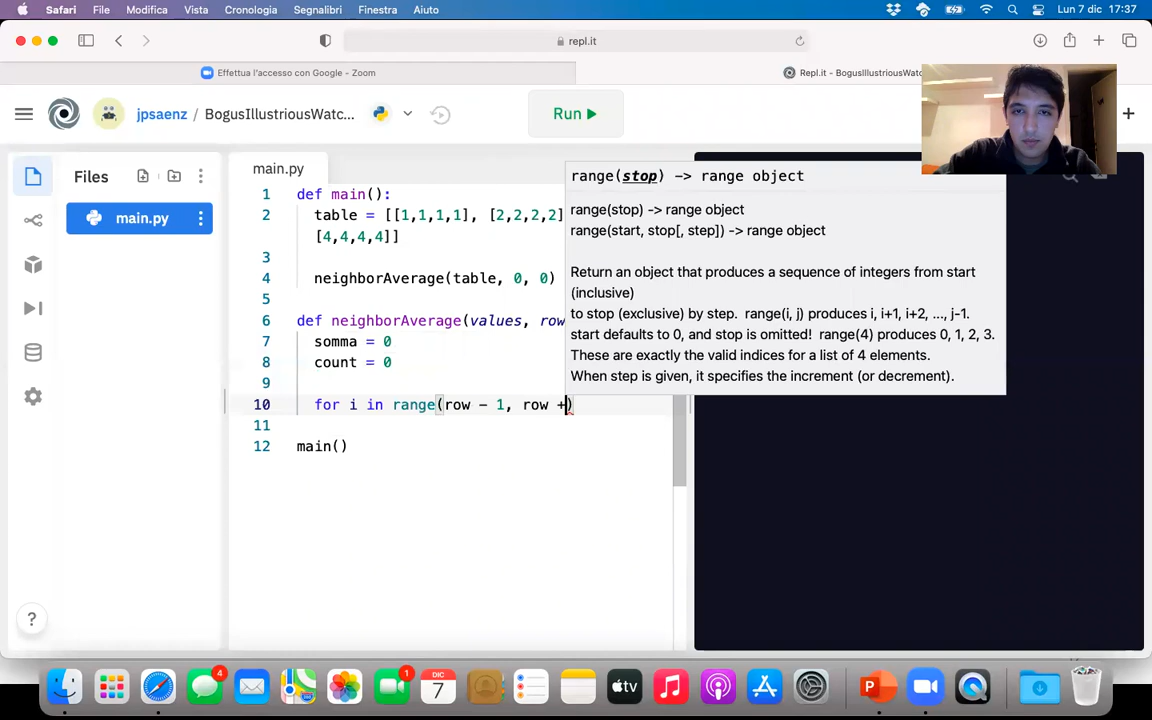 Safari File Modifica Vista Cronologia Segnalibri Finestra Aiuto Lun 7 dic 17:37
repl.it
Effettua l'accesso con Google - Zoom
Repl.it - BogusIllustriousWatc
jpsaenz / BogusIllustriousWatc...
Run
Files
main.py
main.py
1 def main():
2 table = [[1,1,1,1], [2,2,2,2]
[4,4,4,4]]
3
4 neighborAverage(table, 0, 0)
5
6 def neighborAverage(values, row
7 somma = 0
8 count = 0
9
10 for i in range(row - 1, row +)
11
12 main()
range(stop) -> range object
range(stop) -> range object
range(start, stop[, step]) -> range object
Return an object that produces a sequence of integers from start
(inclusive)
to stop (exclusive) by step. range(i, j) produces i, i+1, i+2, ..., j-1.
start defaults to 0, and stop is omitted! range(4) produces 0, 1, 2, 3.
These are exactly the valid indices for a list of 4 elements.
When step is given, it specifies the increment (or decrement).
?
4
1
DIC
7
tv